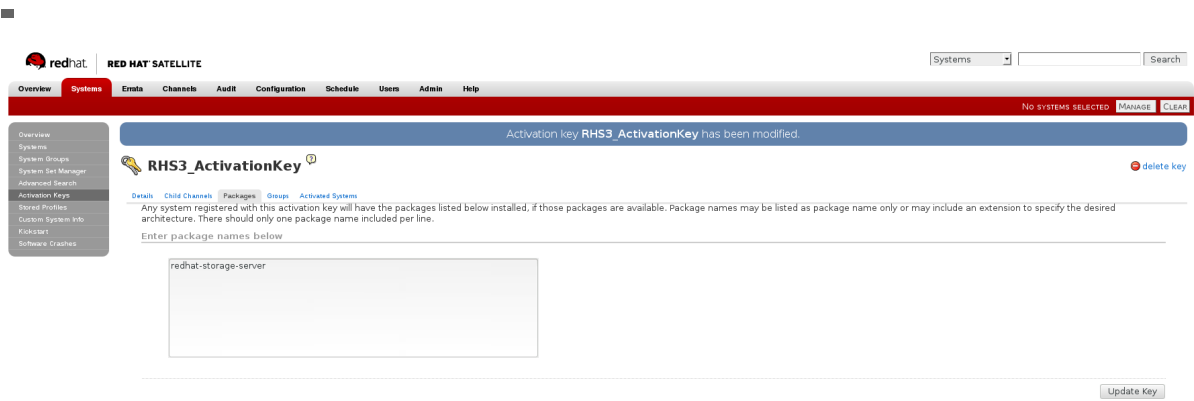 redhat. RED HAT® SATELLITE Systems Search
Overview Systems Errata Channels Audit Configuration Schedule Users Admin Help
NO SYSTEMS SELECTED MANAGE CLEAR
Overview
Systems
System Groups
System Set Manager
Advanced Search
Activation Keys
Stored Profiles
Custom System Info
Kickstart
Software Crashes
Activation key RHS3_ActivationKey has been modified.
RHS3_ActivationKey ? delete key
Details Child Channels Packages Groups Activated Systems
Any system registered with this activation key will have the packages listed below installed, if those packages are available. Package names may be listed as package name only or may include an extension to specify the desired
architecture. There should only one package name included per line.
Enter package names below
redhat-storage-server
Update Key